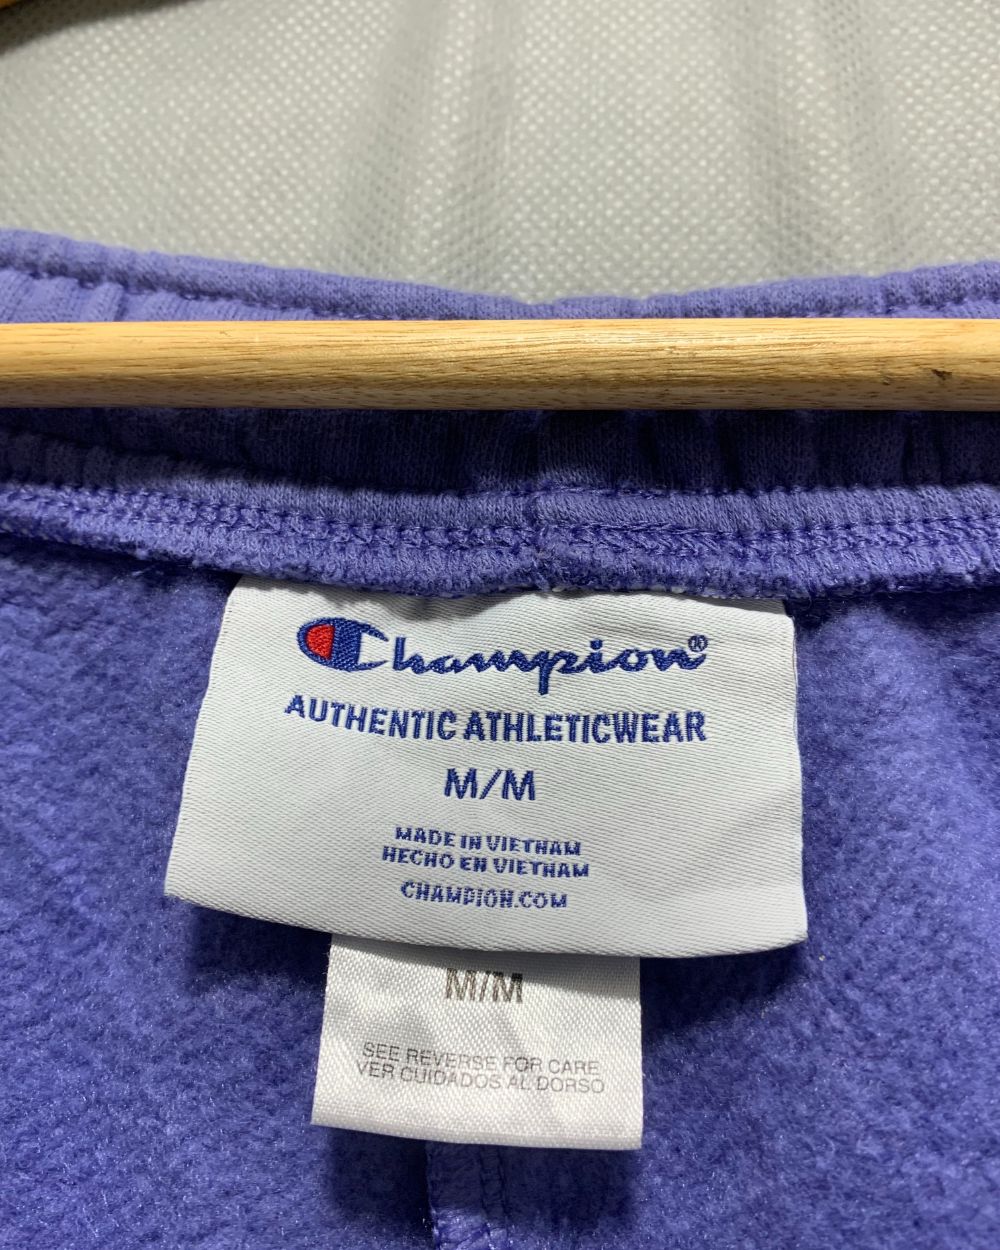 Champion®
AUTHENTIC ATHLETICWEAR
M/M
MADE IN VIETNAM
HECHO EN VIETNAM
CHAMPION.COM
M/M
SEE REVERSE FOR CARE
VER CUIDADOS AL DORSO